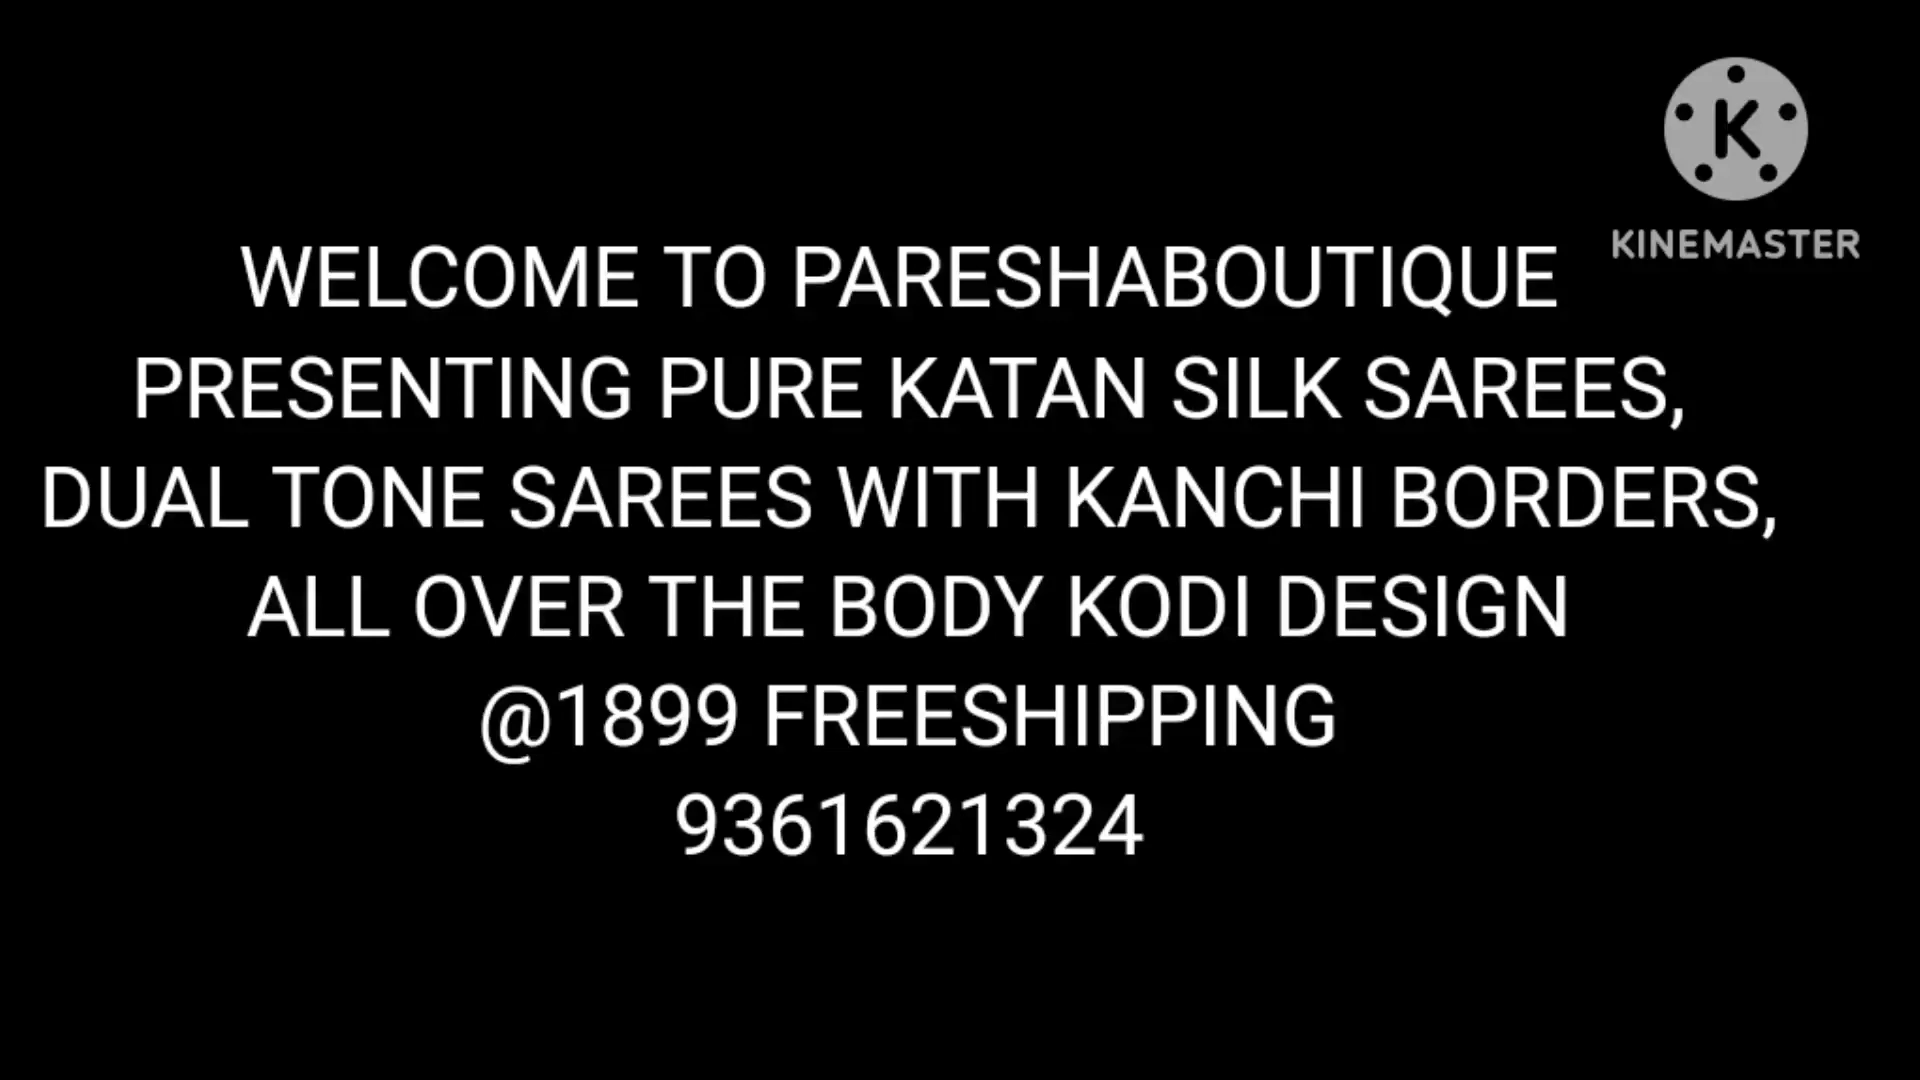 K
KINEMASTER
WELCOME TO PARESHABOUTIQUE
PRESENTING PURE KATAN SILK SAREES,
DUAL TONE SAREES WITH KANCHI BORDERS,
ALL OVER THE BODY KODI DESIGN
@1899 FREESHIPPING
9361621324